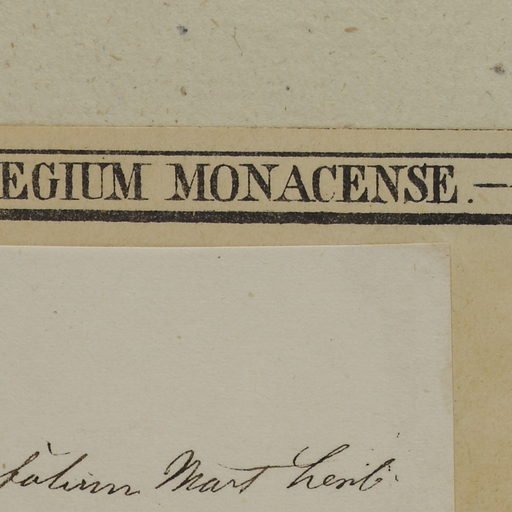 EGIUM MONACENSE. —
folium Mart herb.